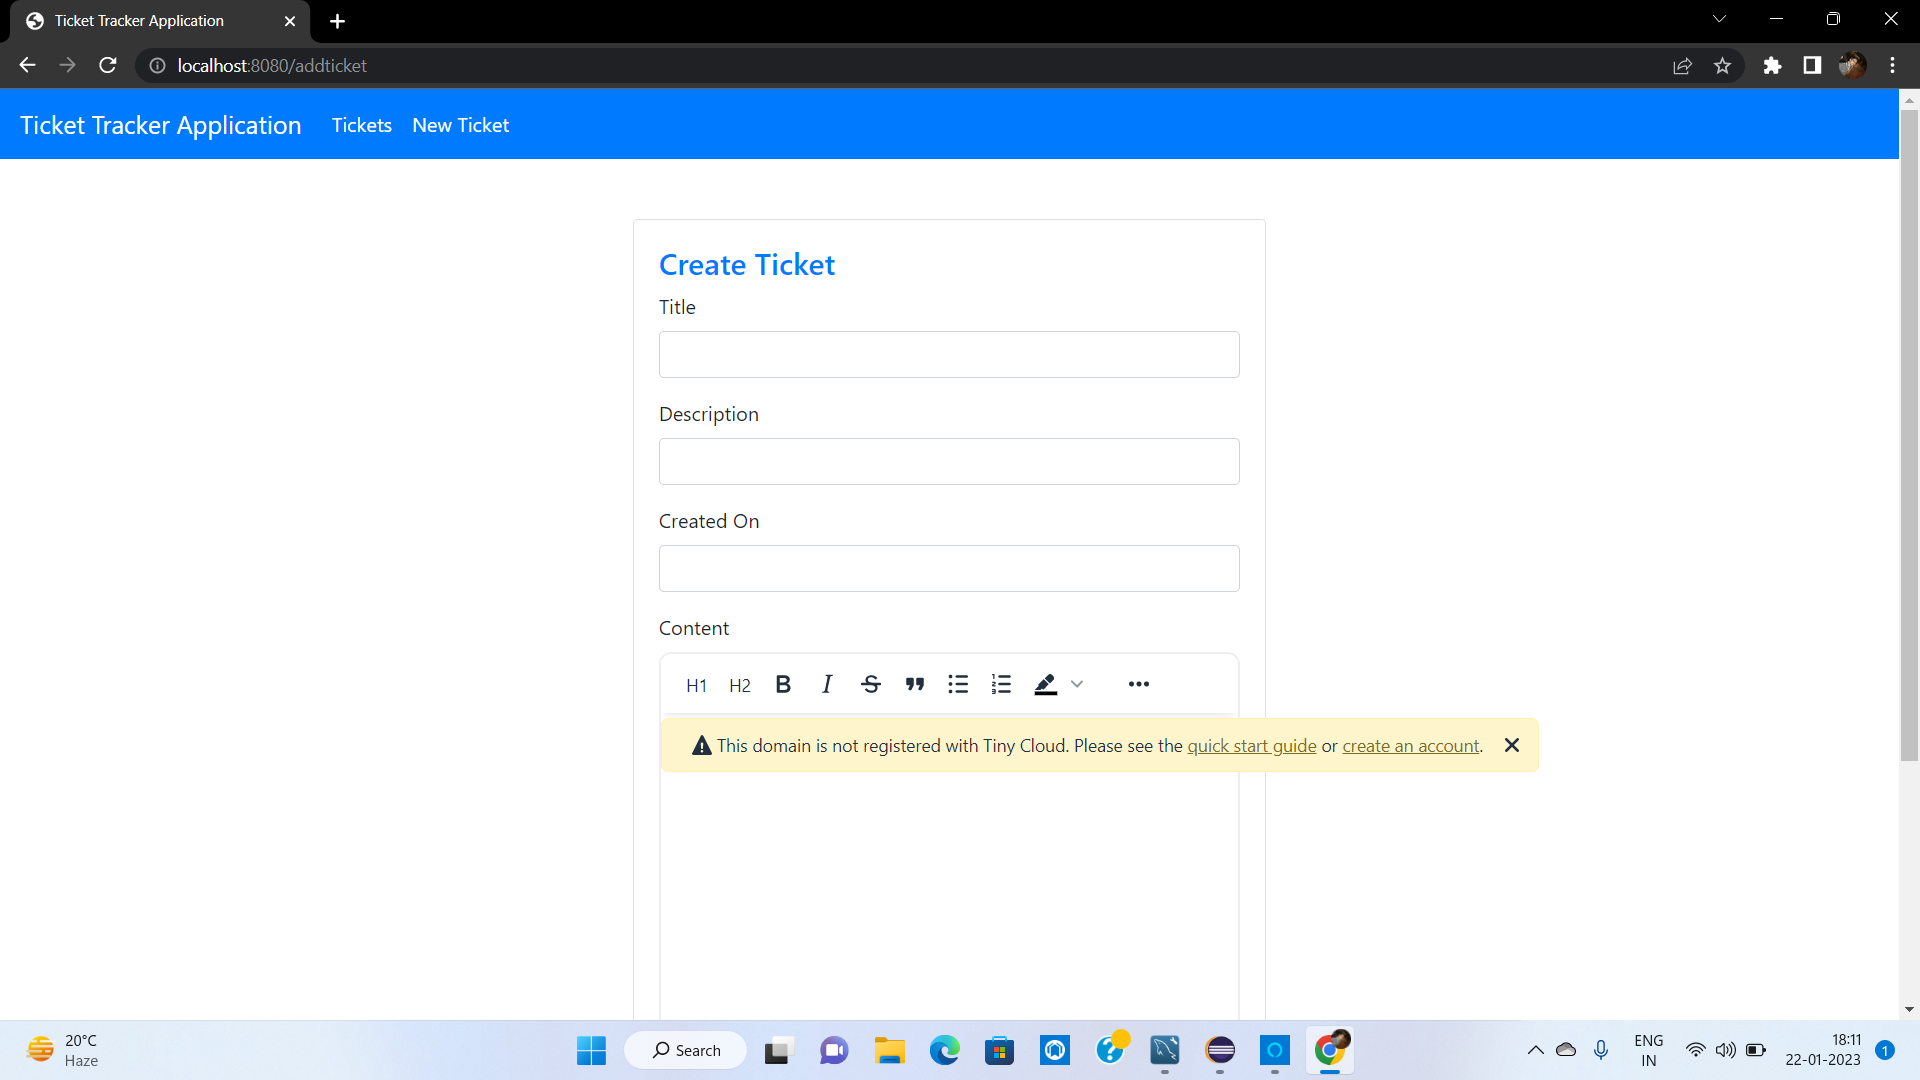 Ticket Tracker Application
localhost:8080/addticket
Ticket Tracker Application Tickets New Ticket
Create Ticket
Title
Description
Created On
Content
H1 H2 B I S
This domain is not registered with Tiny Cloud. Please see the quick start guide or create an account.
20°C
Haze
Search
ENG
IN
18:11
22-01-2023
1